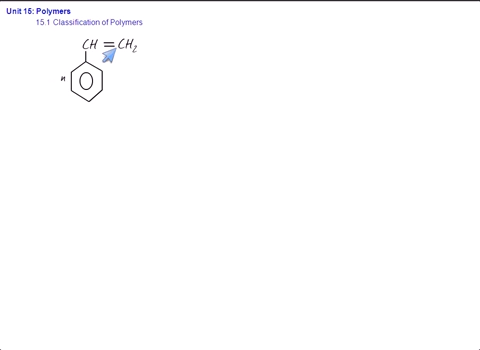 Unit 15: Polymers
15.1 Classification of Polymers
CH = CH₂
n